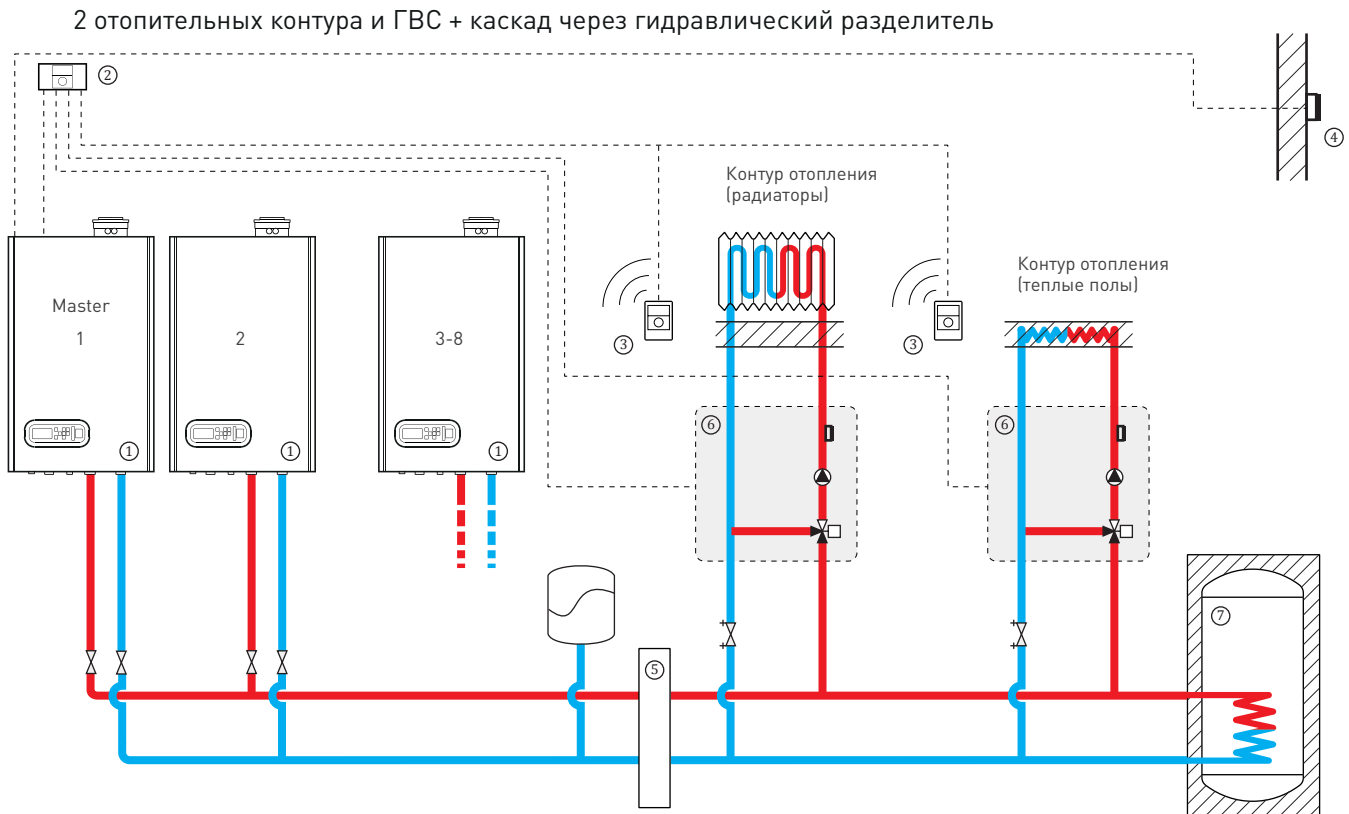 2 отопительных контура и ГВС + каскад через гидравлический разделитель
②
④
Контур отопления
(радиаторы)
Контур отопления
(теплые полы)
Master
1
2
3-8
③
③
①
①
①
⑥
⑥
⑤
⑦